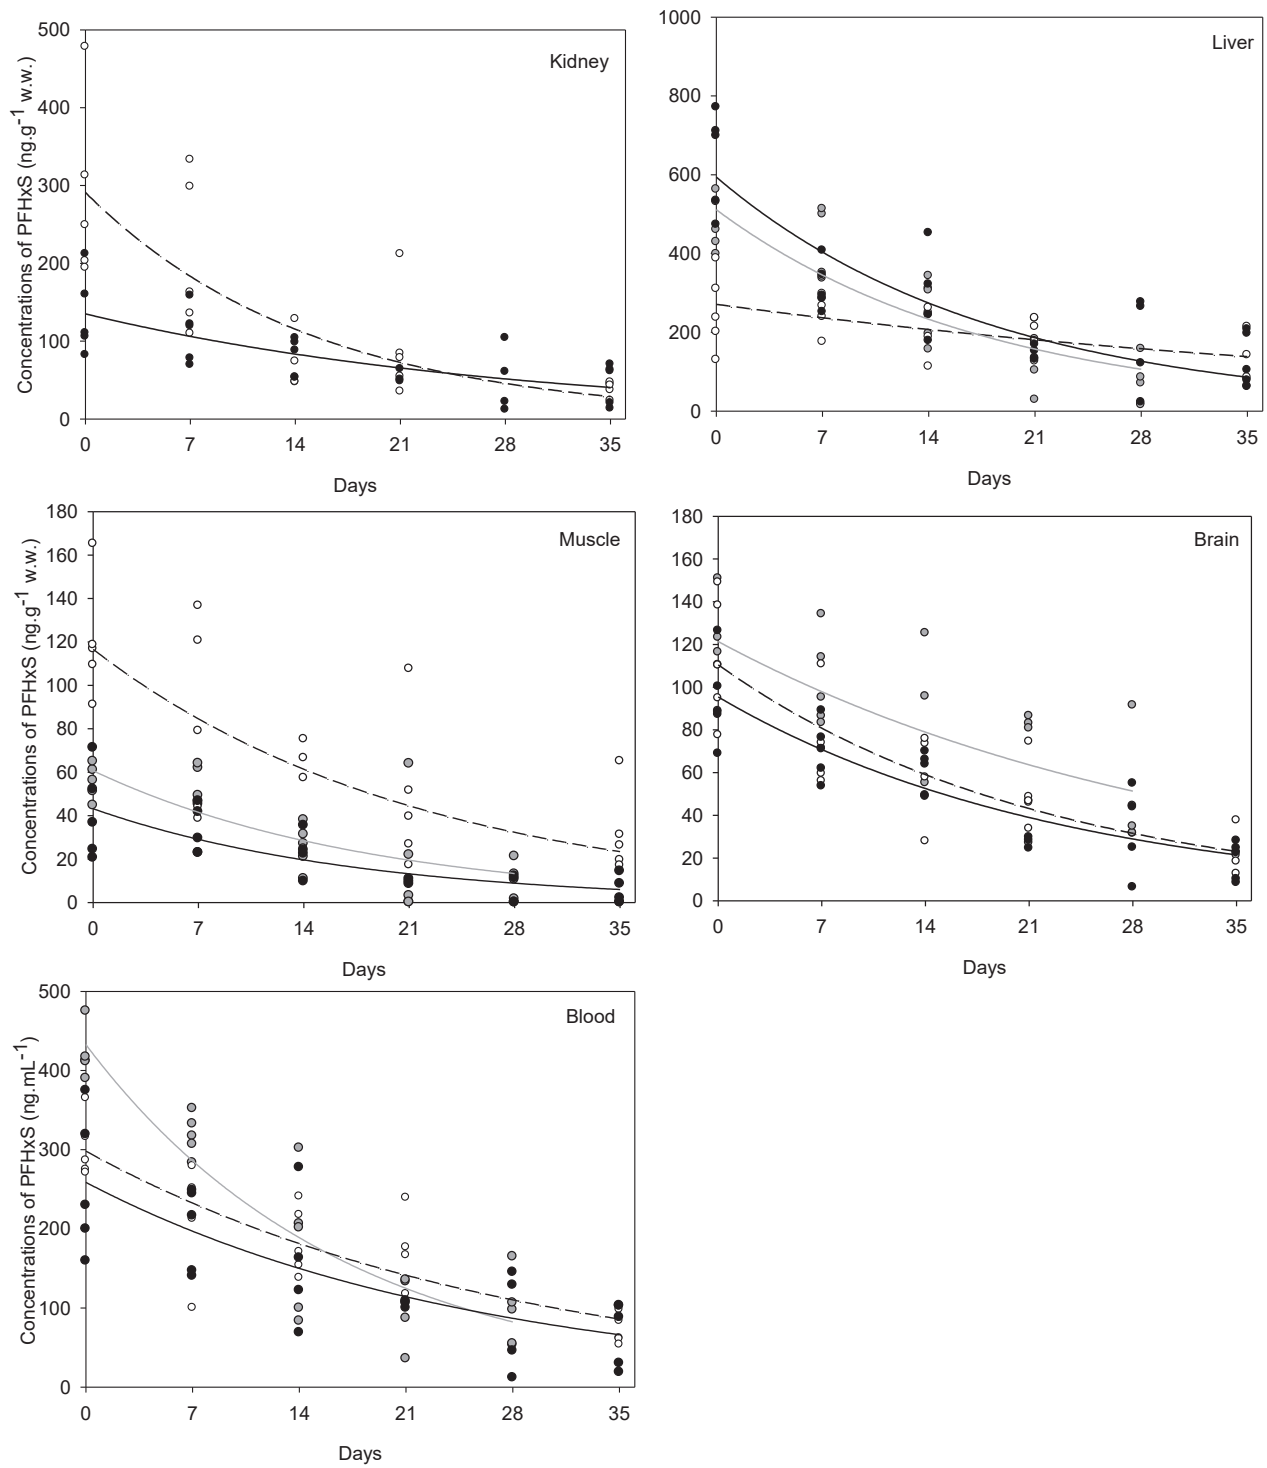 Kidney
Concentrations of PFHxS (ng.g-1 w.w.)
500
400
300
200
100
0
0 7 14 21 28 35
Days
Liver
1000
800
600
400
200
0
0 7 14 21 28 35
Days
Muscle
Concentrations of PFHxS (ng.g-1 w.w.)
180
160
140
120
100
80
60
40
20
0
0 7 14 21 28 35
Days
Brain
180
160
140
120
100
80
60
40
20
0
0 7 14 21 28 35
Days
Blood
Concentrations of PFHxS (ng.mL-1)
500
400
300
200
100
0
0 7 14 21 28 35
Days